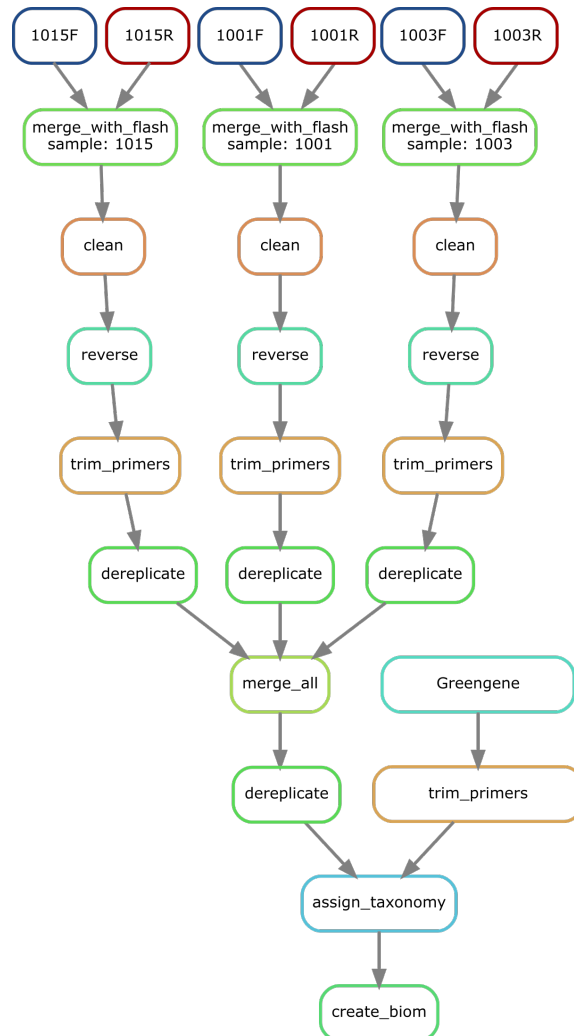 1015F
1015R
1001F
1001R
1003F
1003R
merge_with_flash
sample: 1015
merge_with_flash
sample: 1001
merge_with_flash
sample: 1003
clean
clean
clean
reverse
reverse
reverse
trim_primers
trim_primers
trim_primers
dereplicate
dereplicate
dereplicate
merge_all
Greengene
dereplicate
trim_primers
assign_taxonomy
create_biom